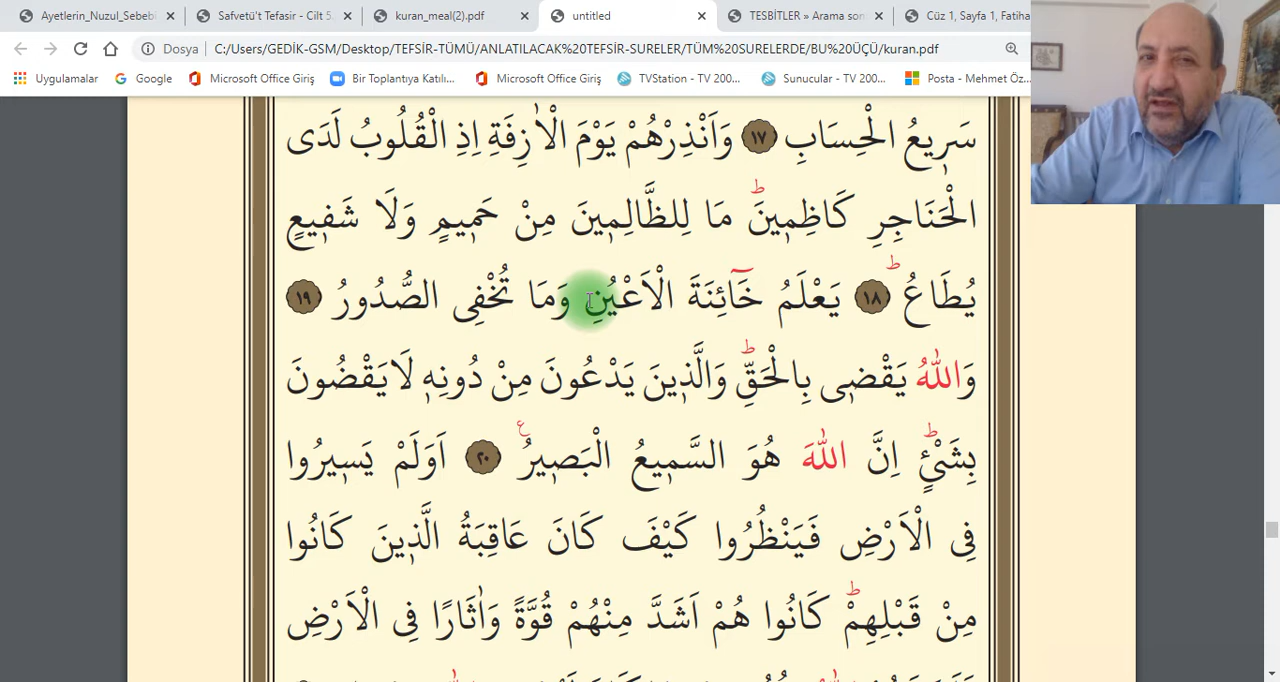 Ayetlerin_Nuzul_Sebebi
Safvetü't Tefasir - Cilt 5.
kuran_meal(2).pdf
untitled
TESBİTLER » Arama son
Cüz 1, Sayfa 1, Fatiha
Dosya
C:/Users/GEDİK-GSM/Desktop/TEFSİR-TÜMÜ/ANLATILACAK%20TEFSİR-SURELER/TÜM%20SURELERDE/BU%20ÜÇÜ/kuran.pdf
Uygulamalar
Google
Microsoft Office Giriş
Bir Toplantıya Katılı...
Microsoft Office Giriş
TVStation - TV 200...
Sunucular - TV 200...
Posta - Mehmet Öz...
سَرٖيعُ الْحِسَابِ ﴿١٧﴾ وَاَنْذِرْهُمْ يَوْمَ الْاٰزِفَةِ اِذِ الْقُلُوبُ لَدَى
الْحَنَاجِرِ كَاظِمٖينَؕ مَا لِلظَّالِمٖينَ مِنْ حَمٖيمٍ وَلَا شَفٖيعٍ
يُطَاعُؕ ﴿١٨﴾ يَعْلَمُ خَٓائِنَةَ الْاَعْيُنِ وَمَا تُخْفِى الصُّدُورُ ﴿١٩﴾
وَاللّٰهُ يَقْضٖى بِالْحَقِّؕ وَالَّذٖينَ يَدْعُونَ مِنْ دُونِهٖ لَا يَقْضُونَ
بِشَىْءٍؕ اِنَّ اللّٰهَ هُوَ السَّمٖيعُ الْبَصٖيرُ ع ﴿٢٠﴾ اَوَلَمْ يَسٖيرُوا
فِى الْاَرْضِ فَيَنْظُرُوا كَيْفَ كَانَ عَاقِبَةُ الَّذٖينَ كَانُوا
مِنْ قَبْلِهِمْؕ كَانُوا هُمْ اَشَدَّ مِنْهُمْ قُوَّةً وَاٰثَارًا فِى الْاَرْضِ